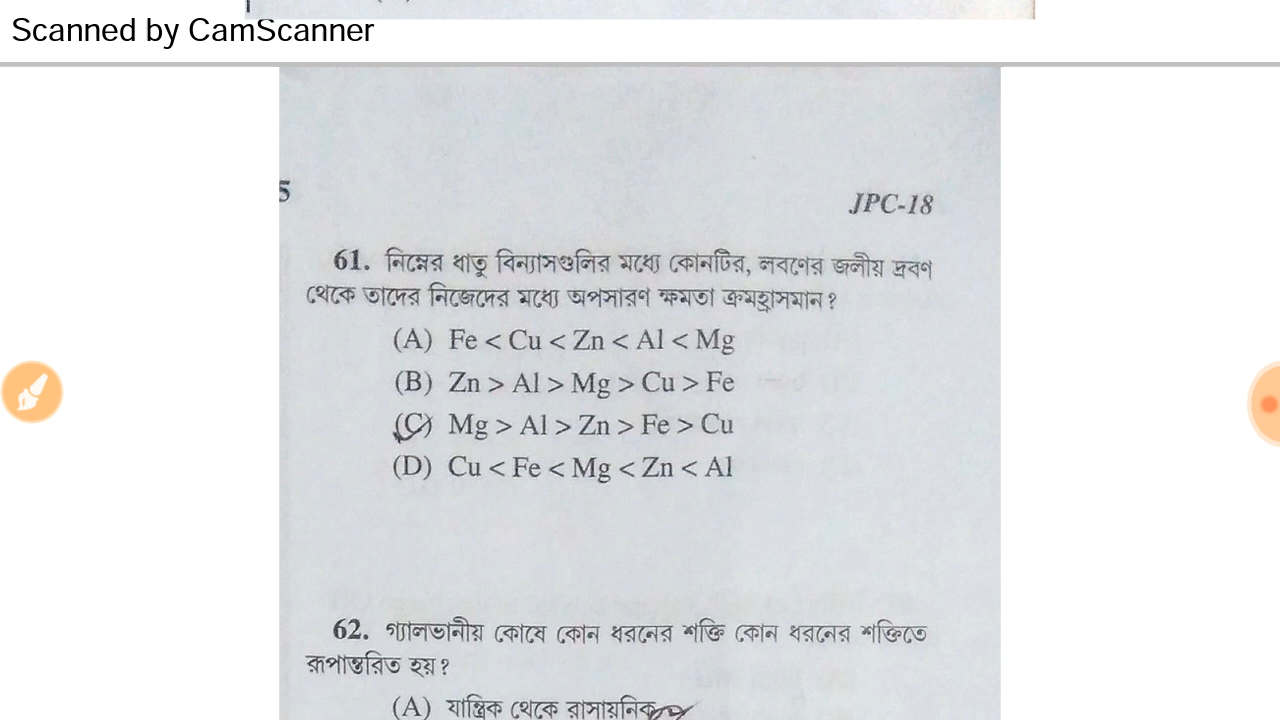 Scanned by CamScanner
5
JPC-18
61. নিম্নের ধাতু বিন্যাসগুলির মধ্যে কোনটির, লবণের জলীয় দ্রবণ
থেকে তাদের নিজেদের মধ্যে অপসারণ ক্ষমতা ক্রমহ্রাসমান ?
(A) Fe < Cu < Zn < Al < Mg
(B) Zn > Al > Mg > Cu > Fe
(C) Mg > Al > Zn > Fe > Cu
(D) Cu < Fe < Mg < Zn < Al
62. গ্যালভানীয় কোষে কোন ধরনের শক্তি কোন ধরনের শক্তিতে
রূপান্তরিত হয় ?
(A) যান্ত্রিক থেকে রাসায়নিক